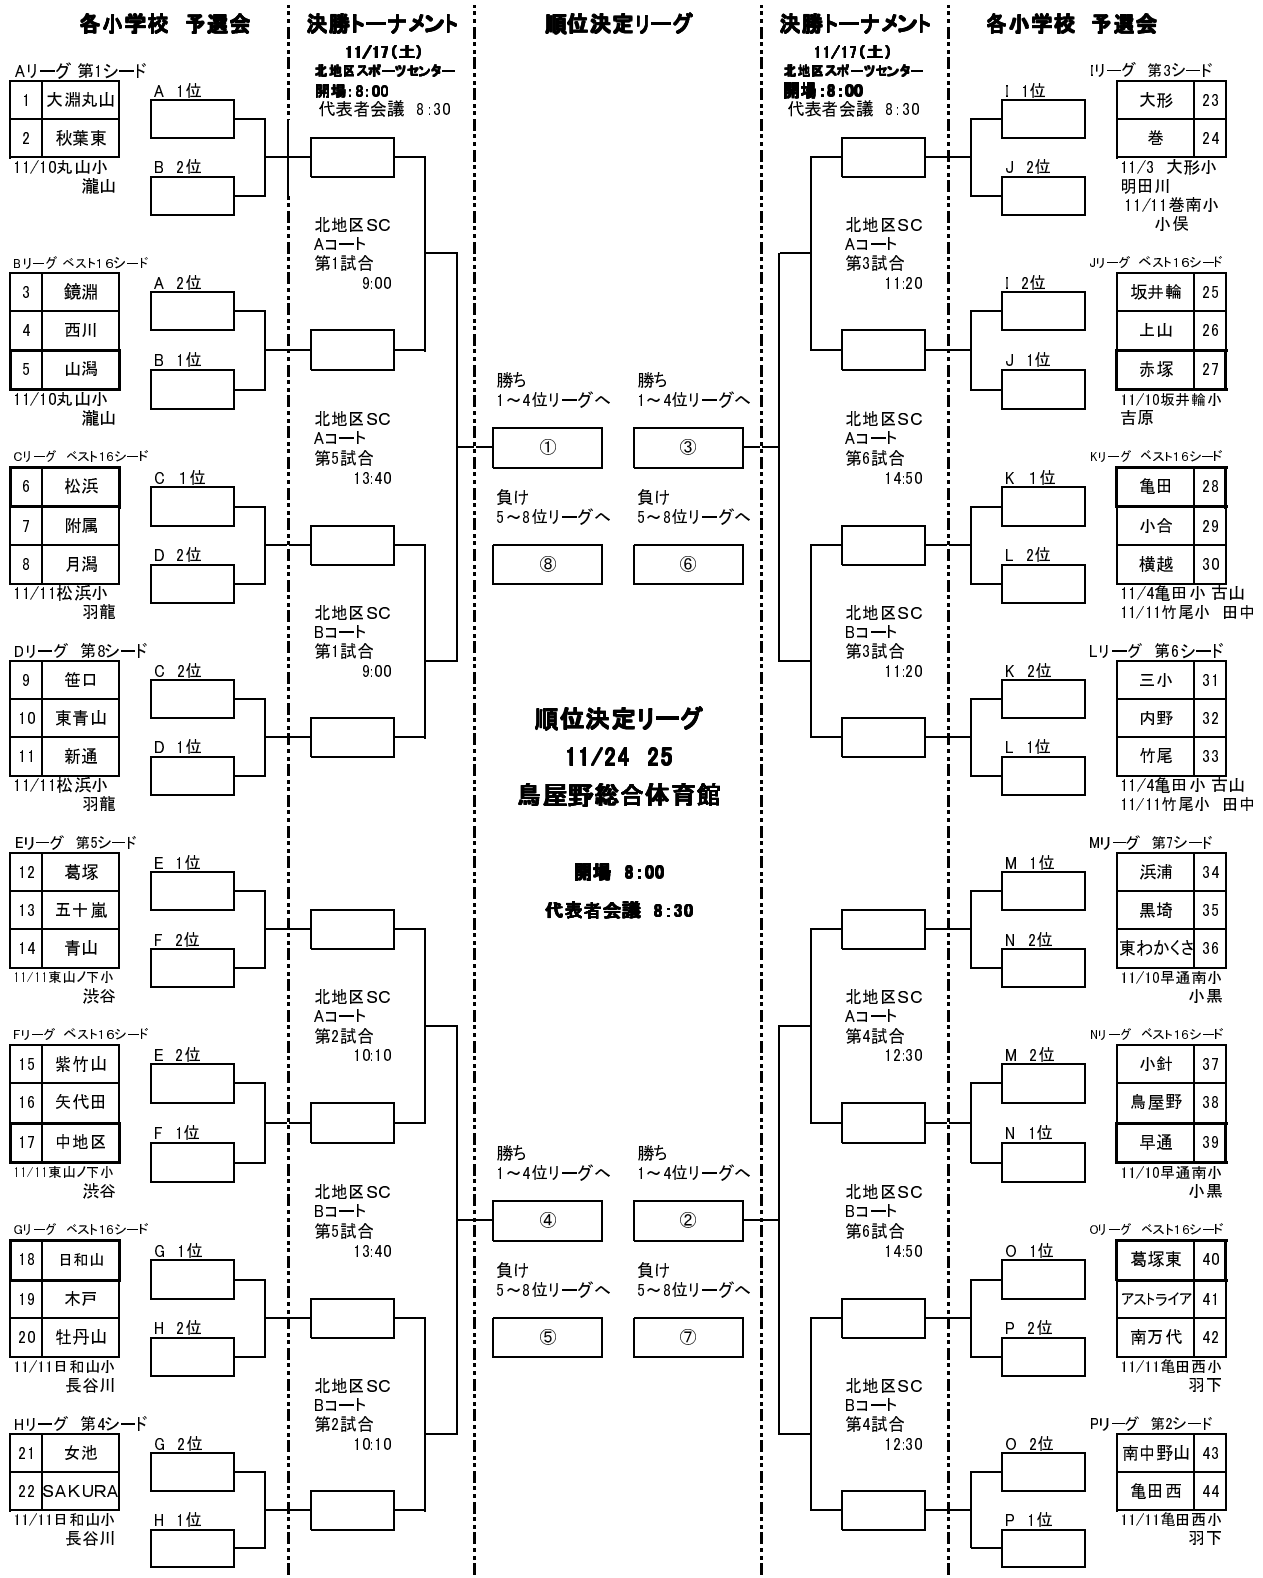 各小学校 予選会
決勝トーナメント
11/17(土)
北地区スポーツセンター
開場:8:00
代表者会議 8:30
順位決定リーグ
決勝トーナメント
11/17(土)
北地区スポーツセンター
開場:8:00
代表者会議 8:30
各小学校 予選会
Aリーグ 第1シード
1 大淵丸山
2 秋葉東
11/10丸山小
瀧山
A 1位
B 2位
Bリーグ ベスト16シード
3 鏡淵
4 西川
5 山潟
11/10丸山小
瀧山
A 2位
B 1位
Cリーグ ベスト16シード
6 松浜
7 附属
8 月潟
11/11松浜小
羽龍
C 1位
D 2位
Dリーグ 第8シード
9 笹口
10 東青山
11 新通
11/11松浜小
羽龍
C 2位
D 1位
Eリーグ 第5シード
12 葛塚
13 五十嵐
14 青山
11/11東山ノ下小
渋谷
E 1位
F 2位
Fリーグ ベスト16シード
15 紫竹山
16 矢代田
17 中地区
11/11東山ノ下小
渋谷
E 2位
F 1位
Gリーグ ベスト16シード
18 日和山
19 木戸
20 牡丹山
11/11日和山小
長谷川
G 1位
H 2位
Hリーグ 第4シード
21 女池
22 SAKURA
11/11日和山小
長谷川
G 2位
H 1位
北地区SC
Aコート
第1試合
9:00
北地区SC
Aコート
第5試合
13:40
北地区SC
Bコート
第1試合
9:00
北地区SC
Aコート
第2試合
10:10
北地区SC
Bコート
第5試合
13:40
北地区SC
Bコート
第2試合
10:10
勝ち
1~4位リーグへ
①
負け
5~8位リーグへ
⑧
勝ち
1~4位リーグへ
③
負け
5~8位リーグへ
⑥
順位決定リーグ
11/24 25
鳥屋野総合体育館
開場 8:00
代表者会議 8:30
勝ち
1~4位リーグへ
④
負け
5~8位リーグへ
⑤
勝ち
1~4位リーグへ
②
負け
5~8位リーグへ
⑦
北地区SC
Aコート
第3試合
11:20
北地区SC
Aコート
第6試合
14:50
北地区SC
Bコート
第3試合
11:20
北地区SC
Aコート
第4試合
12:30
北地区SC
Bコート
第6試合
14:50
北地区SC
Bコート
第4試合
12:30
I 1位
J 2位
Iリーグ 第3シード
大形 23
巻 24
11/3 大形小
明田川
11/11巻南小
小俣
I 2位
J 1位
Jリーグ ベスト16シード
坂井輪 25
上山 26
赤塚 27
11/10坂井輪小
吉原
K 1位
L 2位
Kリーグ ベスト16シード
亀田 28
小合 29
横越 30
11/4亀田小 古山
11/11竹尾小 田中
K 2位
L 1位
Lリーグ 第6シード
三小 31
内野 32
竹尾 33
11/4亀田小 古山
11/11竹尾小 田中
M 1位
N 2位
Mリーグ 第7シード
浜浦 34
黒埼 35
東わかくさ 36
11/10早通南小
小黒
M 2位
N 1位
Nリーグ ベスト16シード
小針 37
鳥屋野 38
早通 39
11/10早通南小
小黒
O 1位
P 2位
Oリーグ ベスト16シード
葛塚東 40
アストライア 41
南万代 42
11/11亀田西小
羽下
O 2位
P 1位
Pリーグ 第2シード
南中野山 43
亀田西 44
11/11亀田西小
羽下